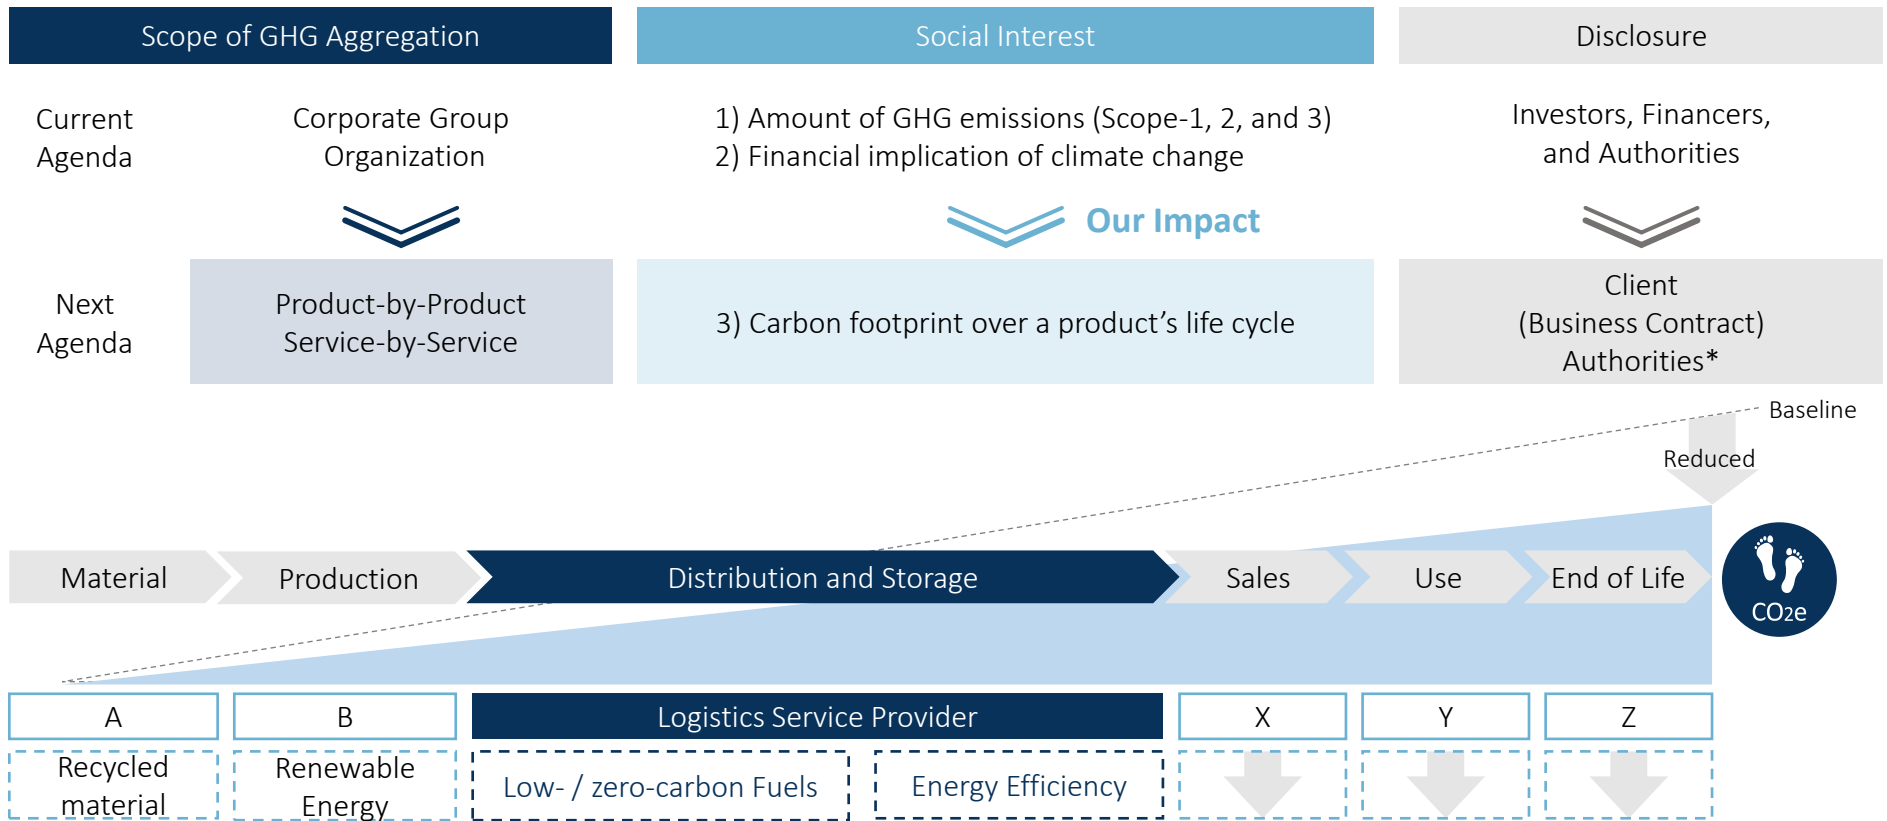 Scope of GHG Aggregation
Social Interest
Disclosure
Current
Agenda
Corporate Group
Organization
1) Amount of GHG emissions (Scope-1, 2, and 3)
2) Financial implication of climate change
Investors, Financers,
and Authorities
Our Impact
Next
Agenda
Product-by-Product
Service-by-Service
3) Carbon footprint over a product’s life cycle
Client
(Business Contract)
Authorities*
Baseline
Reduced
Material
Production
Distribution and Storage
Sales
Use
End of Life
CO2e
A
B
Logistics Service Provider
X
Y
Z
Recycled
material
Renewable
Energy
Low- / zero-carbon Fuels
Energy Efficiency